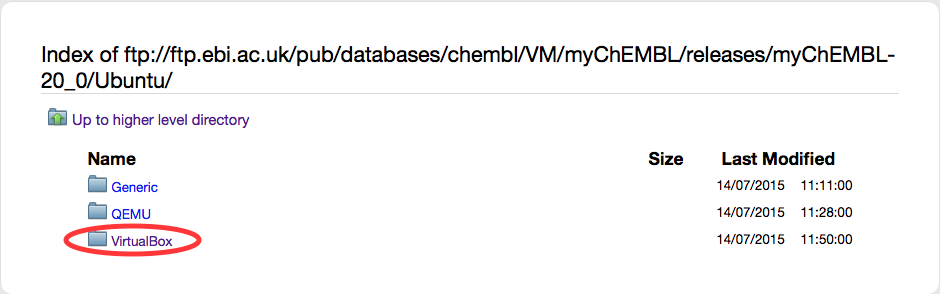 Index of ftp://ftp.ebi.ac.uk/pub/databases/chembl/VM/myChEMBL/releases/myChEMBL-
20_0/Ubuntu/
Up to higher level directory
Name Size Last Modified
Generic 14/07/2015 11:11:00
QEMU 14/07/2015 11:28:00
VirtualBox 14/07/2015 11:50:00